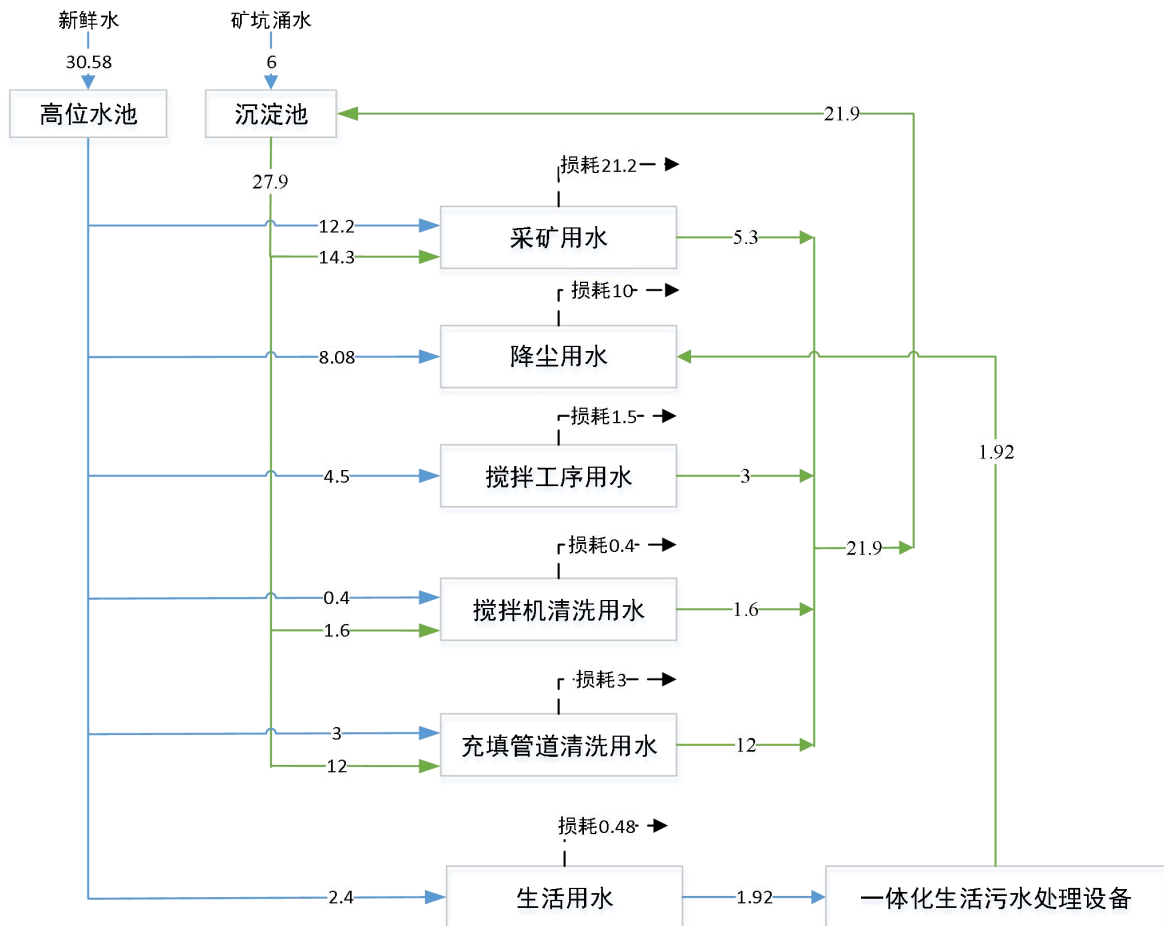 新鲜水
矿坑涌水
30.58
6
高位水池
沉淀池
21.9
损耗21.2
27.9
12.2
采矿用水
5.3
14.3
损耗10
8.08
降尘用水
损耗1.5
1.92
4.5
搅拌工序用水
3
损耗0.4
21.9
0.4
搅拌机清洗用水
1.6
1.6
损耗3
3
充填管道清洗用水
12
12
损耗0.48
2.4
生活用水
1.92
一体化生活污水处理设备